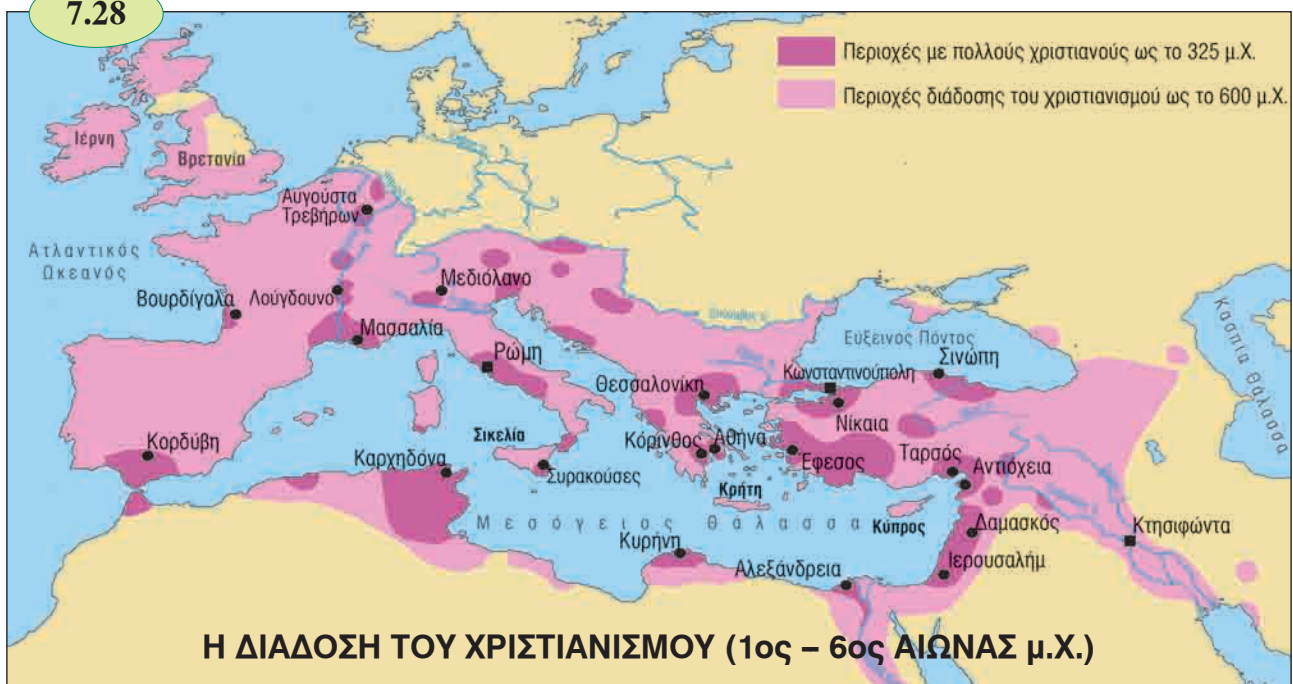 7.28
Περιοχές με πολλούς χριστιανούς ως το 325 μ.Χ.
Περιοχές διάδοσης του χριστιανισμού ως το 600 μ.Χ.
Ιέρνη
Βρετανία
Αυγούστα
Τρεβήρων
Ατλαντικός
Ωκεανός
Βουρδίγαλα
Λούγδουνο
Μεδιόλανο
Μασσαλία
Ρώμη
Εύξεινος Πόντος
Σινώπη
Κωνσταντινούπολη
Κασπία Θάλασσα
Θεσσαλονίκη
Νίκαια
Κορδύβη
Σικελία
Κόρινθος
Αθήνα
Έφεσος
Ταρσός
Αντιόχεια
Καρχηδόνα
Συρακούσες
Κρήτη
Κύπρος
Μεσόγειος Θάλασσα
Δαμασκός
Κτησιφώντα
Κυρήνη
Αλεξάνδρεια
Ιερουσαλήμ
Η ΔΙΑΔΟΣΗ ΤΟΥ ΧΡΙΣΤΙΑΝΙΣΜΟΥ (1ος – 6ος ΑΙΩΝΑΣ μ.Χ.)